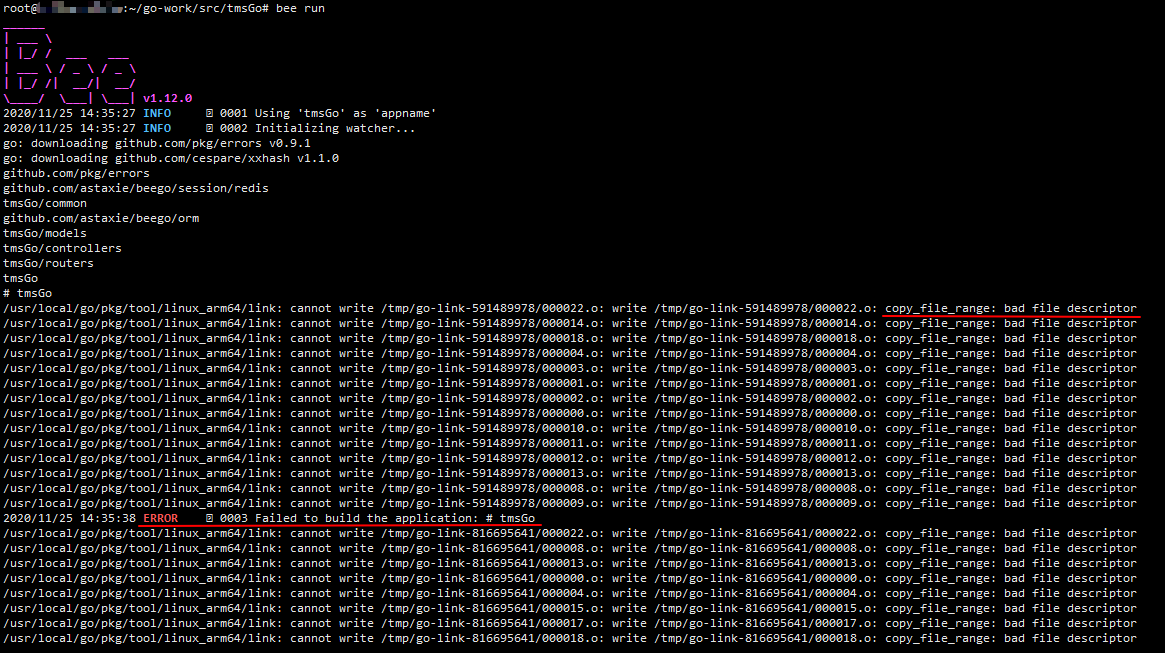 root@:~/go-work/src/tmsGo# bee run
______
| ___ \
| |_/ /  ___   ___
| ___ \ / _ \ / _ \
| |_/ /|  __/|  __/
\____/  \___| \___| v1.12.0
2020/11/25 14:35:27 INFO 0001 Using 'tmsGo' as 'appname'
2020/11/25 14:35:27 INFO 0002 Initializing watcher...
go: downloading github.com/pkg/errors v0.9.1
go: downloading github.com/cespare/xxhash v1.1.0
github.com/pkg/errors
github.com/astaxie/beego/session/redis
tmsGo/common
github.com/astaxie/beego/orm
tmsGo/models
tmsGo/controllers
tmsGo/routers
tmsGo
# tmsGo
/usr/local/go/pkg/tool/linux_arm64/link: cannot write /tmp/go-link-591489978/000022.o: write /tmp/go-link-591489978/000022.o: copy_file_range: bad file descriptor
/usr/local/go/pkg/tool/linux_arm64/link: cannot write /tmp/go-link-591489978/000014.o: write /tmp/go-link-591489978/000014.o: copy_file_range: bad file descriptor
/usr/local/go/pkg/tool/linux_arm64/link: cannot write /tmp/go-link-591489978/000018.o: write /tmp/go-link-591489978/000018.o: copy_file_range: bad file descriptor
/usr/local/go/pkg/tool/linux_arm64/link: cannot write /tmp/go-link-591489978/000004.o: write /tmp/go-link-591489978/000004.o: copy_file_range: bad file descriptor
/usr/local/go/pkg/tool/linux_arm64/link: cannot write /tmp/go-link-591489978/000003.o: write /tmp/go-link-591489978/000003.o: copy_file_range: bad file descriptor
/usr/local/go/pkg/tool/linux_arm64/link: cannot write /tmp/go-link-591489978/000001.o: write /tmp/go-link-591489978/000001.o: copy_file_range: bad file descriptor
/usr/local/go/pkg/tool/linux_arm64/link: cannot write /tmp/go-link-591489978/000002.o: write /tmp/go-link-591489978/000002.o: copy_file_range: bad file descriptor
/usr/local/go/pkg/tool/linux_arm64/link: cannot write /tmp/go-link-591489978/000000.o: write /tmp/go-link-591489978/000000.o: copy_file_range: bad file descriptor
/usr/local/go/pkg/tool/linux_arm64/link: cannot write /tmp/go-link-591489978/000010.o: write /tmp/go-link-591489978/000010.o: copy_file_range: bad file descriptor
/usr/local/go/pkg/tool/linux_arm64/link: cannot write /tmp/go-link-591489978/000011.o: write /tmp/go-link-591489978/000011.o: copy_file_range: bad file descriptor
/usr/local/go/pkg/tool/linux_arm64/link: cannot write /tmp/go-link-591489978/000012.o: write /tmp/go-link-591489978/000012.o: copy_file_range: bad file descriptor
/usr/local/go/pkg/tool/linux_arm64/link: cannot write /tmp/go-link-591489978/000013.o: write /tmp/go-link-591489978/000013.o: copy_file_range: bad file descriptor
/usr/local/go/pkg/tool/linux_arm64/link: cannot write /tmp/go-link-591489978/000008.o: write /tmp/go-link-591489978/000008.o: copy_file_range: bad file descriptor
/usr/local/go/pkg/tool/linux_arm64/link: cannot write /tmp/go-link-591489978/000009.o: write /tmp/go-link-591489978/000009.o: copy_file_range: bad file descriptor
2020/11/25 14:35:38 ERROR 0003 Failed to build the application: # tmsGo
/usr/local/go/pkg/tool/linux_arm64/link: cannot write /tmp/go-link-816695641/000022.o: write /tmp/go-link-816695641/000022.o: copy_file_range: bad file descriptor
/usr/local/go/pkg/tool/linux_arm64/link: cannot write /tmp/go-link-816695641/000008.o: write /tmp/go-link-816695641/000008.o: copy_file_range: bad file descriptor
/usr/local/go/pkg/tool/linux_arm64/link: cannot write /tmp/go-link-816695641/000013.o: write /tmp/go-link-816695641/000013.o: copy_file_range: bad file descriptor
/usr/local/go/pkg/tool/linux_arm64/link: cannot write /tmp/go-link-816695641/000000.o: write /tmp/go-link-816695641/000000.o: copy_file_range: bad file descriptor
/usr/local/go/pkg/tool/linux_arm64/link: cannot write /tmp/go-link-816695641/000004.o: write /tmp/go-link-816695641/000004.o: copy_file_range: bad file descriptor
/usr/local/go/pkg/tool/linux_arm64/link: cannot write /tmp/go-link-816695641/000015.o: write /tmp/go-link-816695641/000015.o: copy_file_range: bad file descriptor
/usr/local/go/pkg/tool/linux_arm64/link: cannot write /tmp/go-link-816695641/000017.o: write /tmp/go-link-816695641/000017.o: copy_file_range: bad file descriptor
/usr/local/go/pkg/tool/linux_arm64/link: cannot write /tmp/go-link-816695641/000018.o: write /tmp/go-link-816695641/000018.o: copy_file_range: bad file descriptor